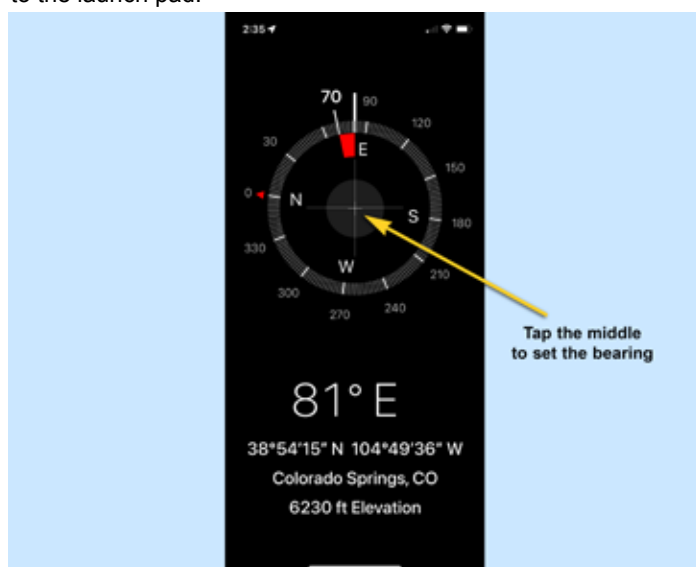 to the launch pad.
2:35
70
90
120
30
E
150
0
N
S
180
330
W
210
300
240
270
Tap the middle
to set the bearing
81° E
38°54'15" N 104°49'36" W
Colorado Springs, CO
6230 ft Elevation